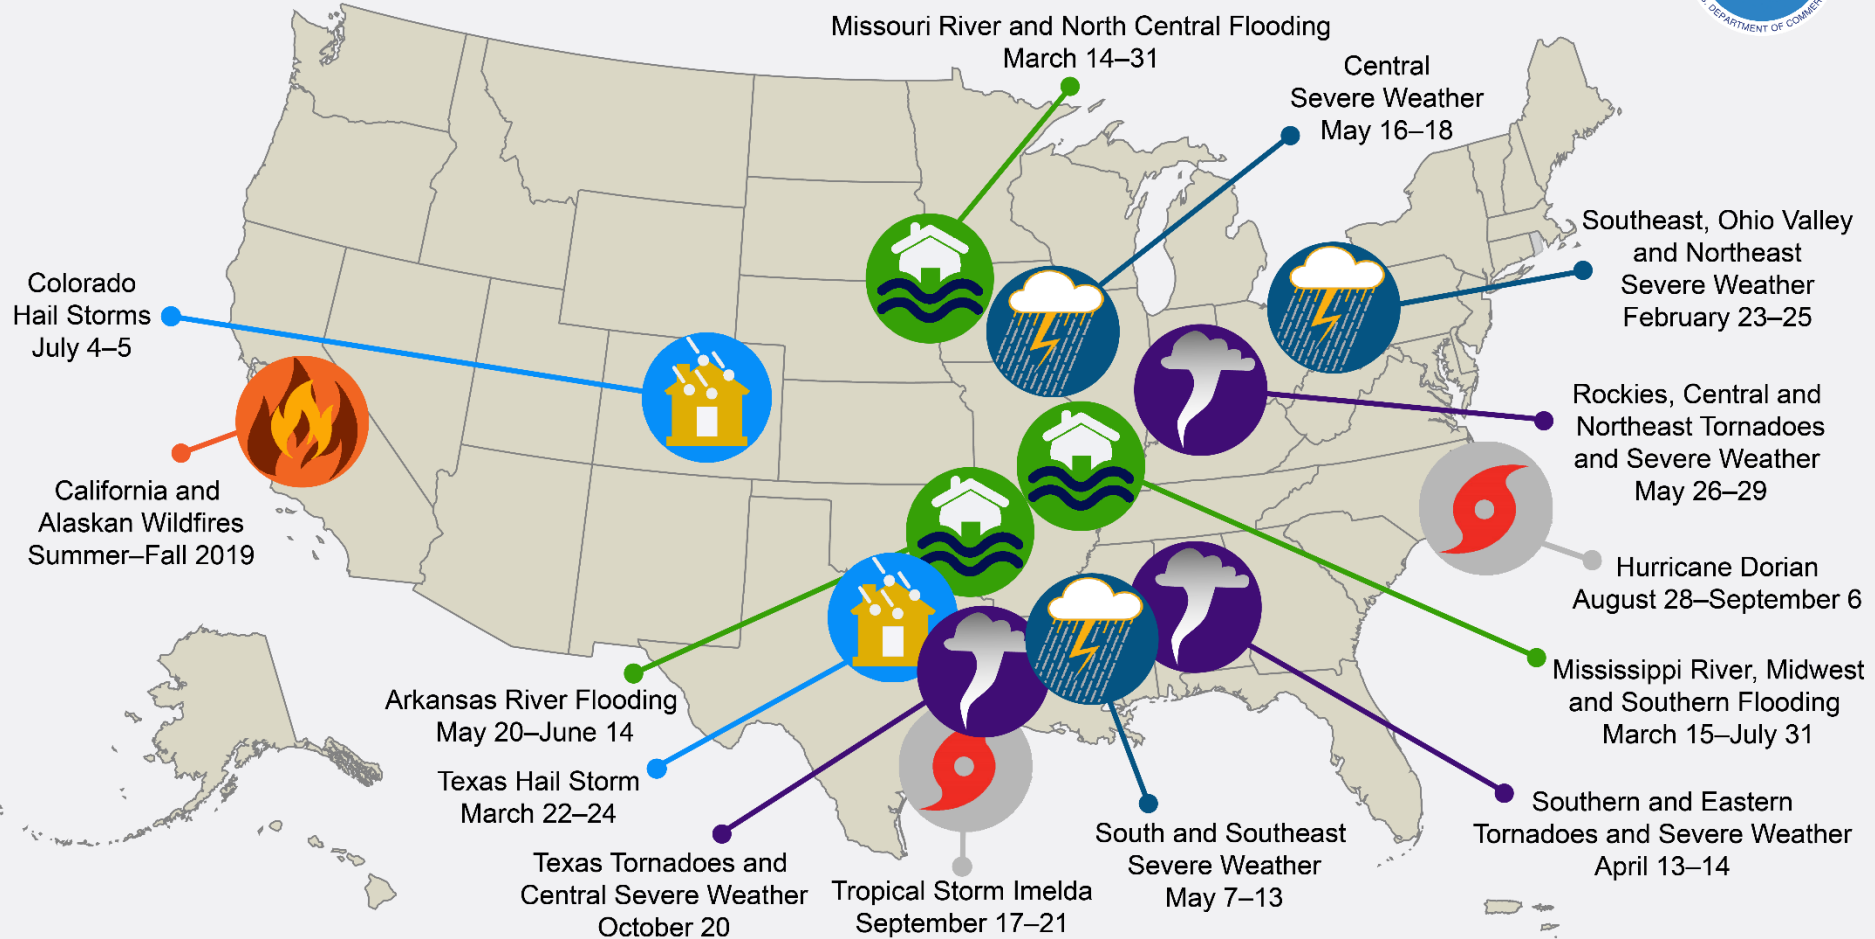 DEPARTMENT OF COMMER
Missouri River and North Central Flooding
March 14–31
Central
Severe Weather
May 16–18
Southeast, Ohio Valley
and Northeast
Severe Weather
February 23–25
Colorado
Hail Storms
July 4–5
Rockies, Central and
Northeast Tornadoes
and Severe Weather
May 26–29
California and
Alaskan Wildfires
Summer–Fall 2019
Hurricane Dorian
August 28–September 6
Arkansas River Flooding
May 20–June 14
Mississippi River, Midwest
and Southern Flooding
March 15–July 31
Texas Hail Storm
March 22–24
Southern and Eastern
Tornadoes and Severe Weather
April 13–14
Texas Tornadoes and
Central Severe Weather
October 20
Tropical Storm Imelda
September 17–21
South and Southeast
Severe Weather
May 7–13